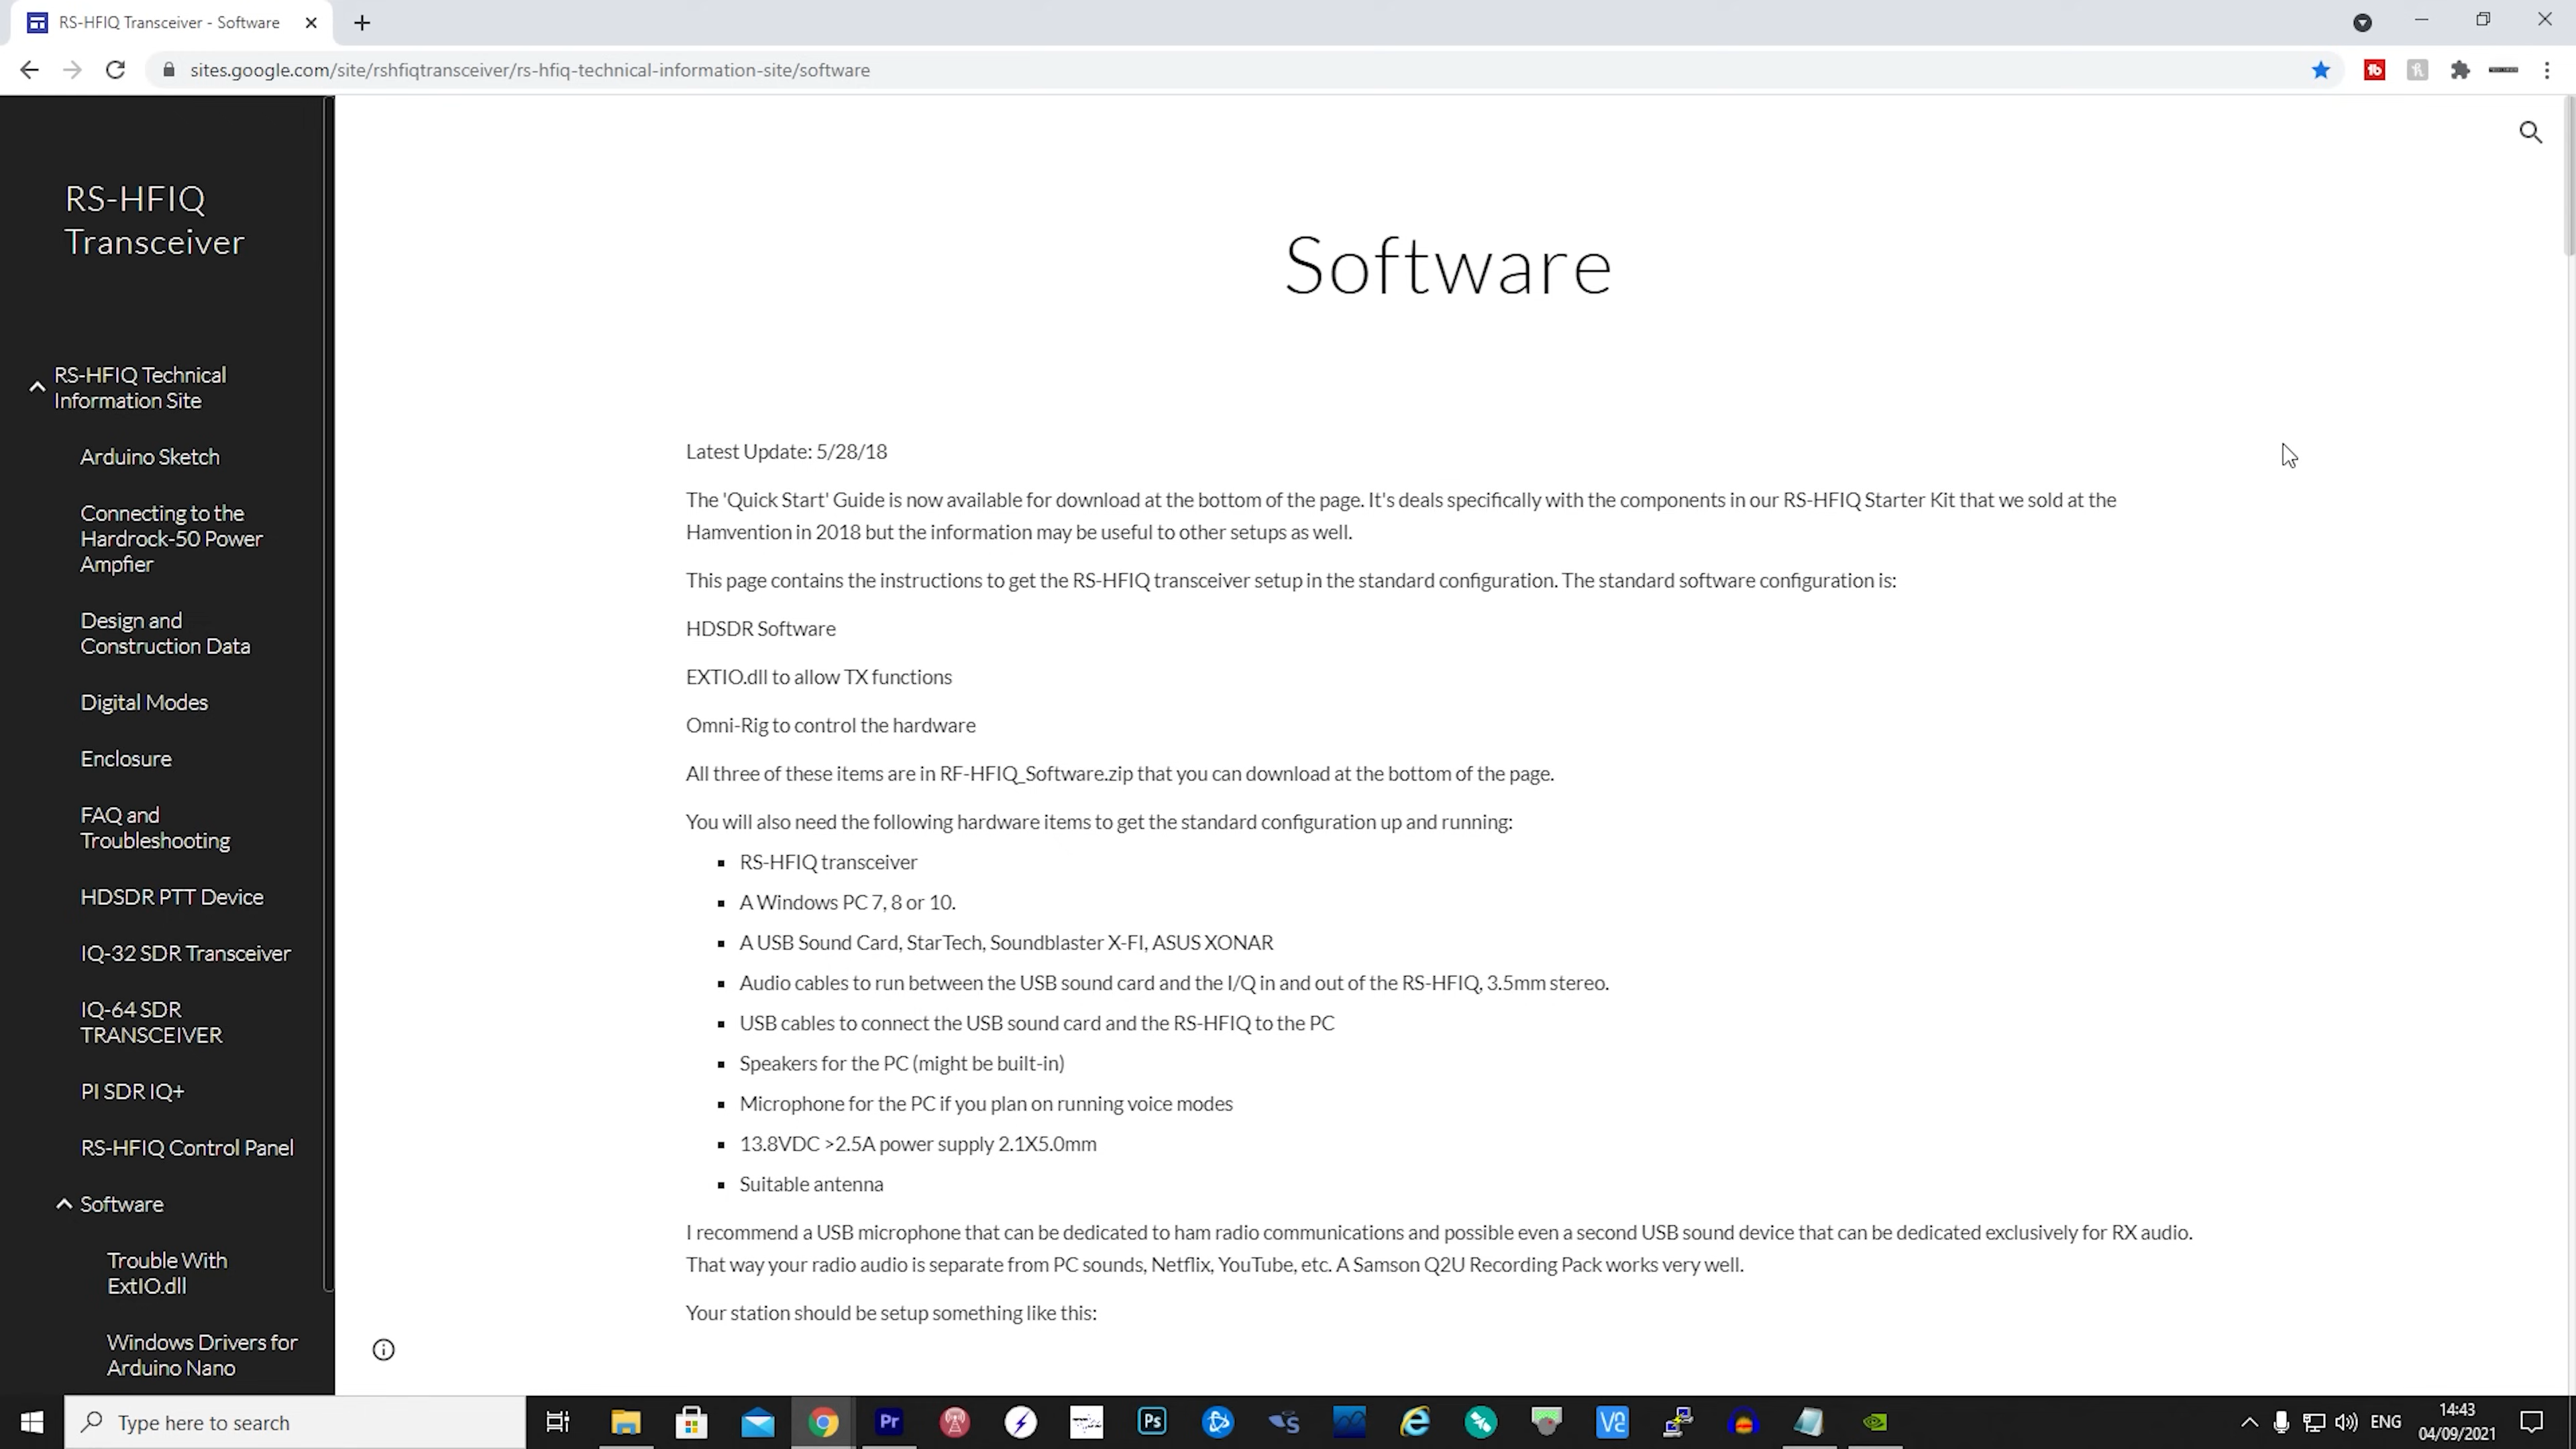 RS-HFIQ Transceiver - Software
sites.google.com/site/rshfiqtransceiver/rs-hfiq-technical-information-site/software
RS-HFIQ
Transceiver
RS-HFIQ Technical
Information Site
Arduino Sketch
Connecting to the
Hardrock-50 Power
Ampfier
Design and
Construction Data
Digital Modes
Enclosure
FAQ and
Troubleshooting
HDSDR PTT Device
IQ-32 SDR Transceiver
IQ-64 SDR
TRANSCEIVER
PI SDR IQ+
RS-HFIQ Control Panel
Software
Trouble With
ExtIO.dll
Windows Drivers for
Arduino Nano
Software
Latest Update: 5/28/18
The 'Quick Start' Guide is now available for download at the bottom of the page. It's deals specifically with the components in our RS-HFIQ Starter Kit that we sold at the
Hamvention in 2018 but the information may be useful to other setups as well.
This page contains the instructions to get the RS-HFIQ transceiver setup in the standard configuration. The standard software configuration is:
HDSDR Software
EXTIO.dll to allow TX functions
Omni-Rig to control the hardware
All three of these items are in RF-HFIQ_Software.zip that you can download at the bottom of the page.
You will also need the following hardware items to get the standard configuration up and running:
▪ RS-HFIQ transceiver
▪ A Windows PC 7, 8 or 10.
▪ A USB Sound Card, StarTech, Soundblaster X-FI, ASUS XONAR
▪ Audio cables to run between the USB sound card and the I/Q in and out of the RS-HFIQ, 3.5mm stereo.
▪ USB cables to connect the USB sound card and the RS-HFIQ to the PC
▪ Speakers for the PC (might be built-in)
▪ Microphone for the PC if you plan on running voice modes
▪ 13.8VDC >2.5A power supply 2.1X5.0mm
▪ Suitable antenna
I recommend a USB microphone that can be dedicated to ham radio communications and possible even a second USB sound device that can be dedicated exclusively for RX audio.
That way your radio audio is separate from PC sounds, Netflix, YouTube, etc. A Samson Q2U Recording Pack works very well.
Your station should be setup something like this:
Type here to search
Pr
Ps
ENG
14:43
04/09/2021